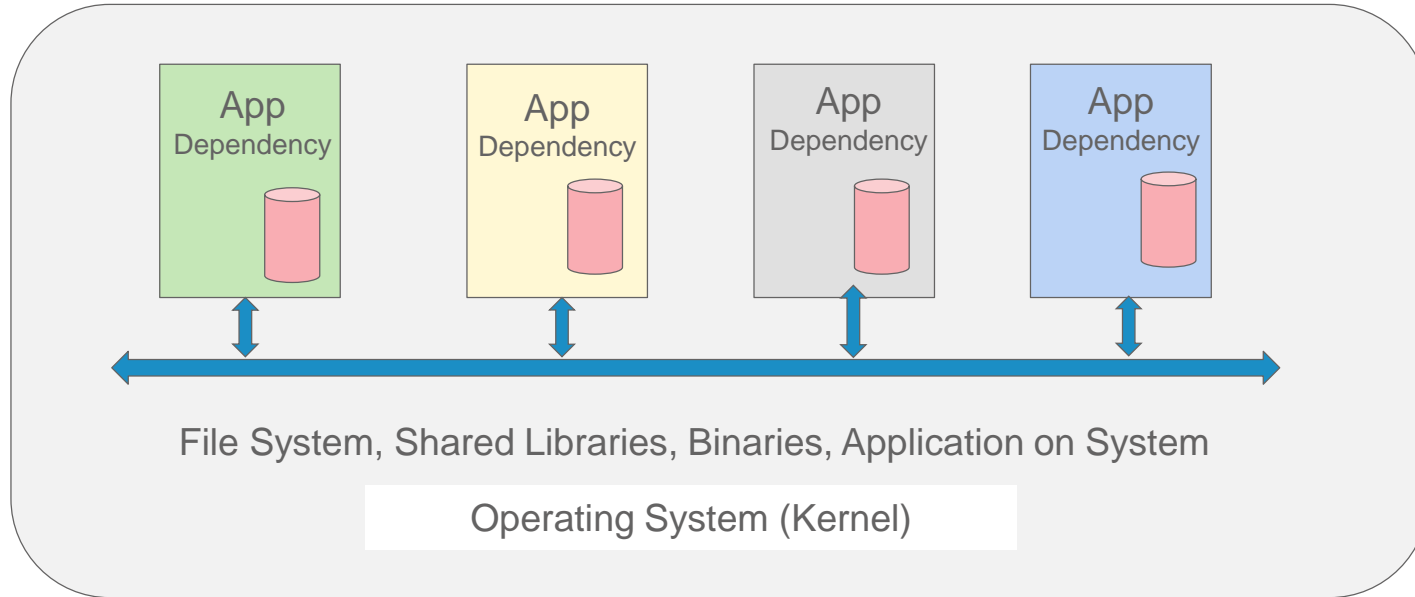 App
Dependency
App
Dependency
App
Dependency
App
Dependency
File System, Shared Libraries, Binaries, Application on System
Operating System (Kernel)